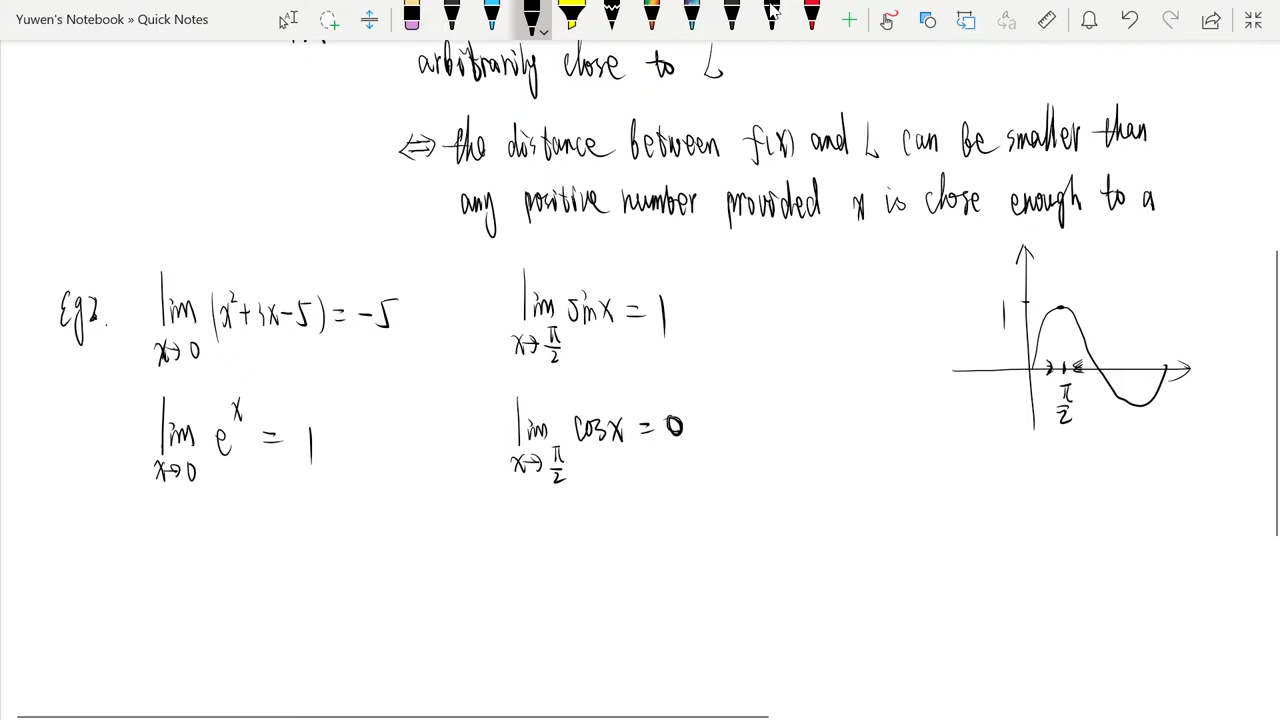 Yuwen's Notebook » Quick Notes
arbitrarily close to L
⇔ the distance between f(x) and L can be smaller than
any positive number provided x is close enough to a
Eg2. lim x→0 (x²+3x-5) = -5 lim x→π/2 sinx = 1
lim x→0 e^x = 1 lim x→π/2 cosx = 0
1
π/2